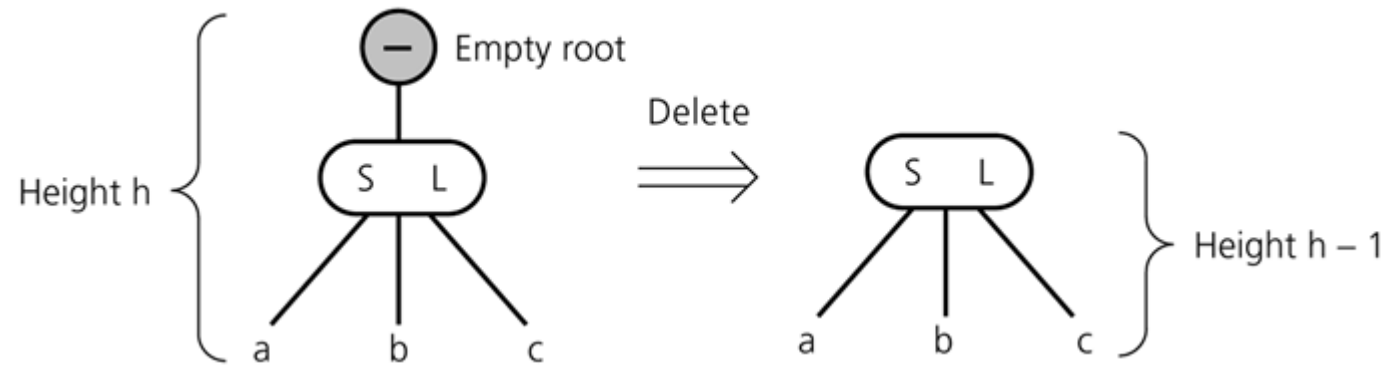 – Empty root
Delete
S L
S L
Height h
Height h – 1
a b c
a b c